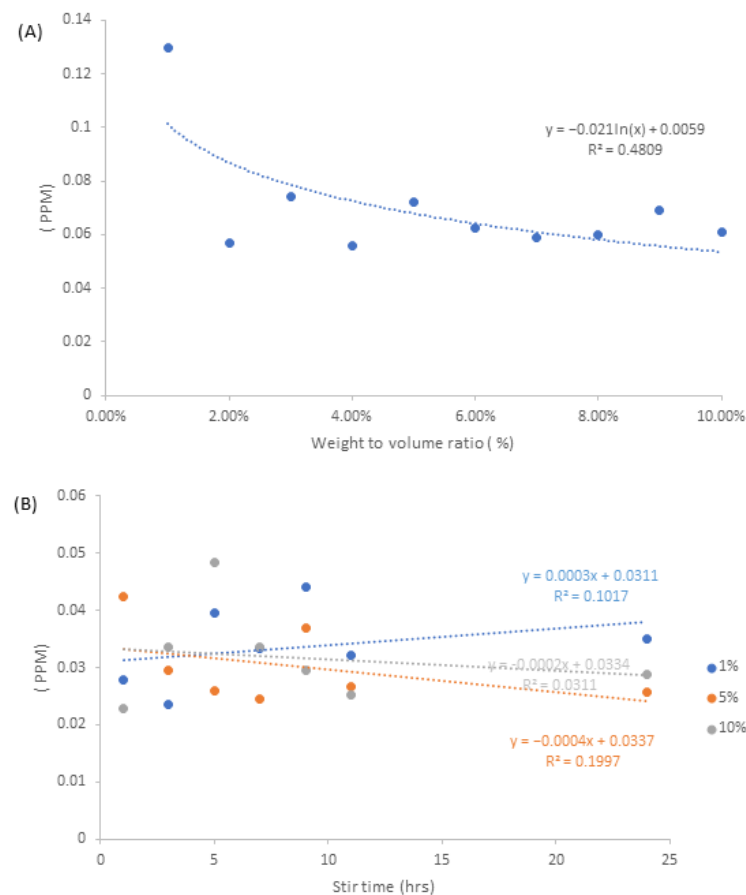 (A)
0.14
0.12
0.1
0.08
0.06
0.04
0.02
0
( PPM)
y = −0.021ln(x) + 0.0059
R² = 0.4809
0.00% 2.00% 4.00% 6.00% 8.00% 10.00%
Weight to volume ratio ( %)
(B)
0.06
0.05
0.04
0.03
0.02
0.01
0
( PPM)
y = 0.0003x + 0.0311
R² = 0.1017
y = -0.0002x + 0.0334
R² = 0.0311
y = −0.0004x + 0.0337
R² = 0.1997
1%
5%
10%
0 5 10 15 20 25
Stir time (hrs)